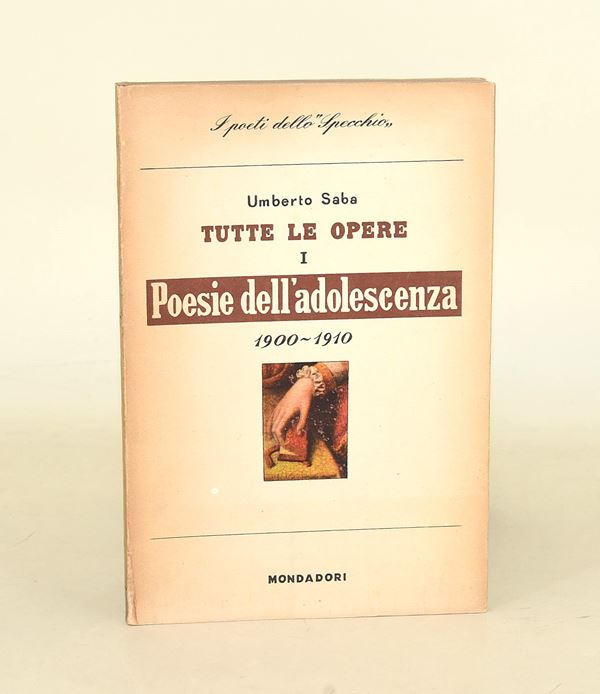 I poeti dello "Specchio„
Umberto Saba
TUTTE LE OPERE
I
Poesie dell'adolescenza
1900~1910
MONDADORI